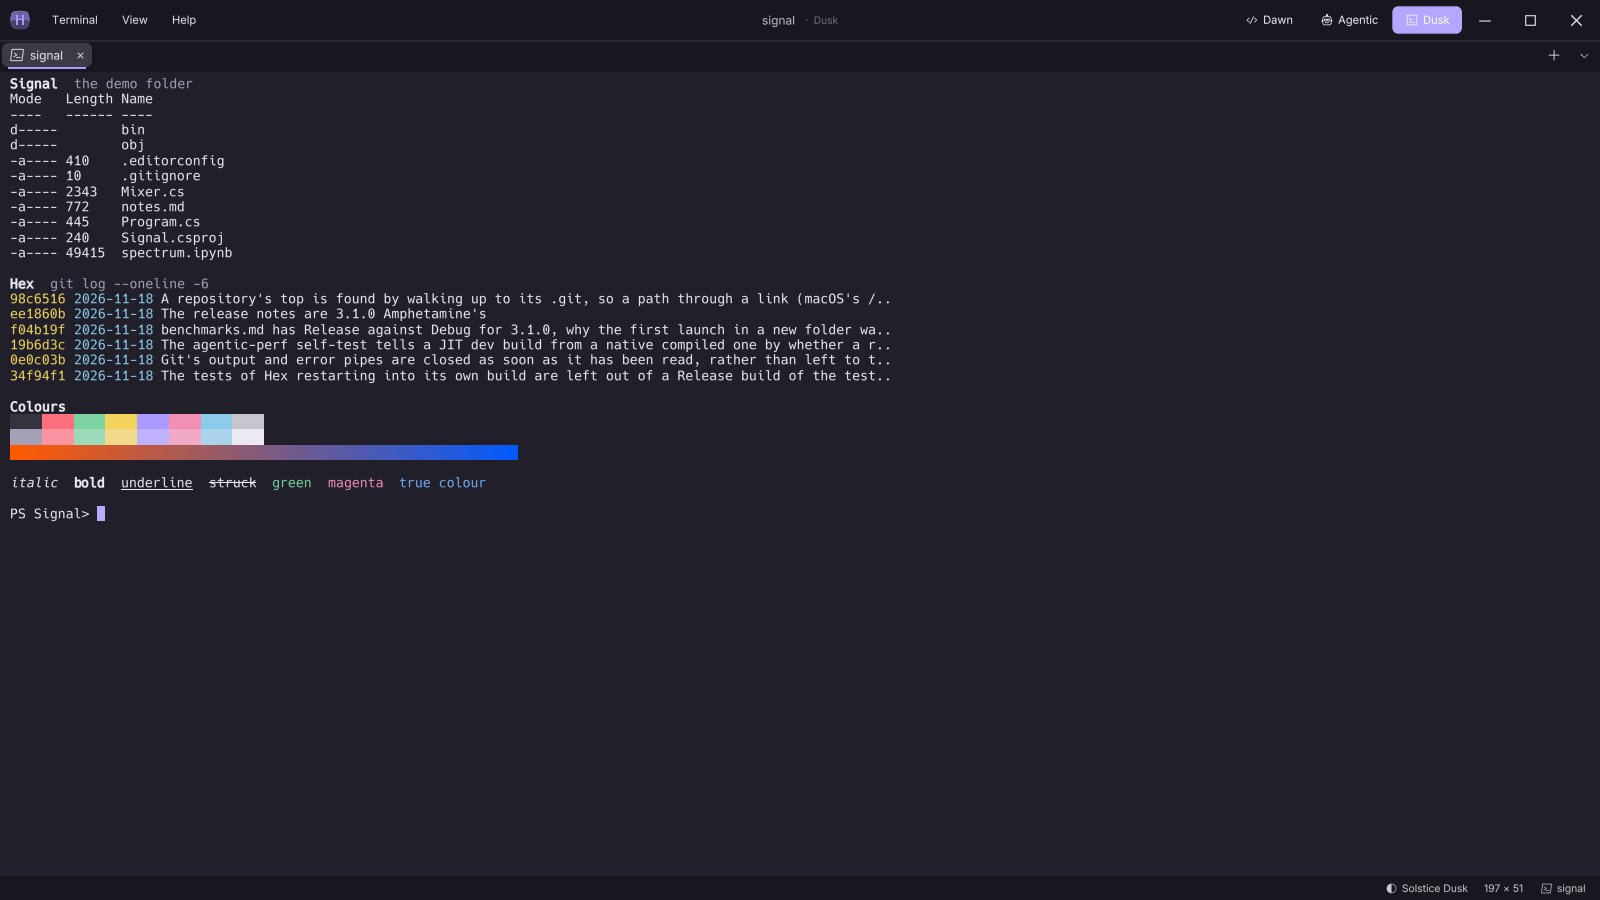 H Terminal View Help signal · Dusk Dawn Agentic Dusk
signal
Signal  the demo folder
Mode   Length Name
----   ------ ----
d-----        bin
d-----        obj
-a---- 410    .editorconfig
-a---- 10     .gitignore
-a---- 2343   Mixer.cs
-a---- 772    notes.md
-a---- 445    Program.cs
-a---- 240    Signal.csproj
-a---- 49415  spectrum.ipynb
Hex  git log --oneline -6
98c6516 2026-11-18 A repository's top is found by walking up to its .git, so a path through a link (macOS's /..
ee1860b 2026-11-18 The release notes are 3.1.0 Amphetamine's
f04b19f 2026-11-18 benchmarks.md has Release against Debug for 3.1.0, why the first launch in a new folder wa..
19b6d3c 2026-11-18 The agentic-perf self-test tells a JIT dev build from a native compiled one by whether a r..
0e0c03b 2026-11-18 Git's output and error pipes are closed as soon as it has been read, rather than left to t..
34f94f1 2026-11-18 The tests of Hex restarting into its own build are left out of a Release build of the test..
Colours
italic  bold  underline  struck  green  magenta  true colour
PS Signal>
Solstice Dusk 197 × 51 signal